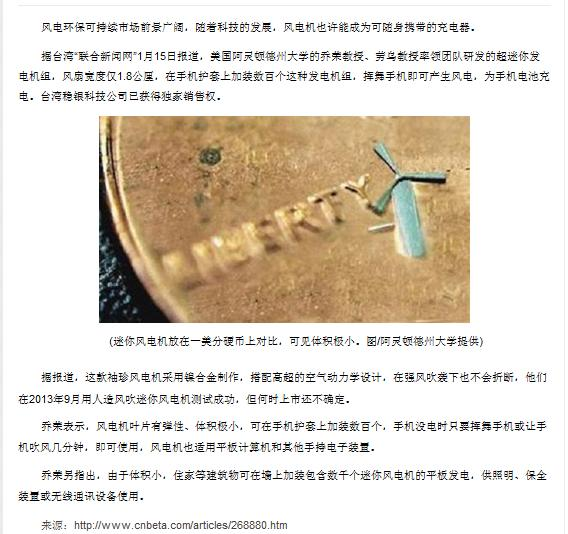 风电环保可持续市场前景广阔，随着科技的发展，风电机也许能成为可随身携带的充电器。
据台湾“联合新闻网”1月15日报道，美国阿灵顿德州大学的乔荣教授、劳鸟教授率领团队研发的超迷你发
电机组，风扇宽度仅1.8公厘，在手机护套上加装数百个这种发电机组，挥舞手机即可产生风电，为手机电池充
电。台湾稳银科技公司已获得独家销售权。
LIBERTY
(迷你风电机放在一美分硬币上对比，可见体积极小。图/阿灵顿德州大学提供)
据报道，这款袖珍风电机采用镍合金制作，搭配高超的空气动力学设计，在强风吹袭下也不会折断，他们
在2013年9月用人造风吹迷你风电机测试成功，但何时上市还不确定。
乔荣表示，风电机叶片有弹性、体积极小，可在手机护套上加装数百个，手机没电时只要挥舞手机或让手
机吹风几分钟，即可使用，风电机也适用平板计算机和其他手持电子装置。
乔荣另指出，由于体积小，住家等建筑物可在墙上加装包含数千个迷你风电机的平板发电，供照明、保全
装置或无线通讯设备使用。
来源：http://www.cnbeta.com/articles/268880.htm